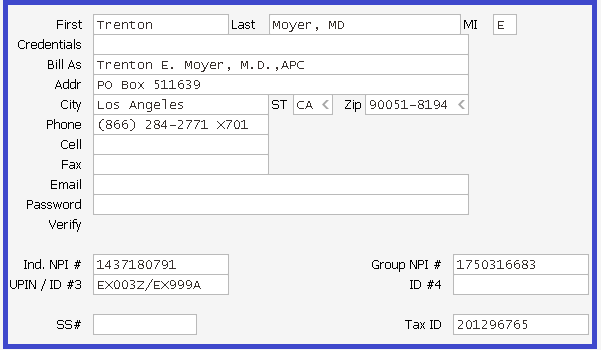 First Trenton Last Moyer, MD MI E
Credentials
Bill As Trenton E. Moyer, M.D.,APC
Addr PO Box 511639
City Los Angeles ST CA < Zip 90051-8194 <
Phone (866) 284-2771 X701
Cell
Fax
Email
Password
Verify
Ind. NPI # 1437180791 Group NPI # 1750316683
UPIN / ID #3 EX003Z/EX999A ID #4
SS# Tax ID 201296765